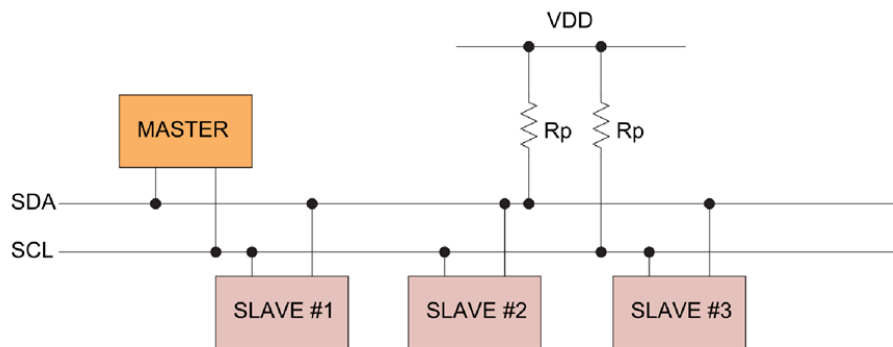 VDD
MASTER
Rp Rp
SDA
SCL
SLAVE #1 SLAVE #2 SLAVE #3